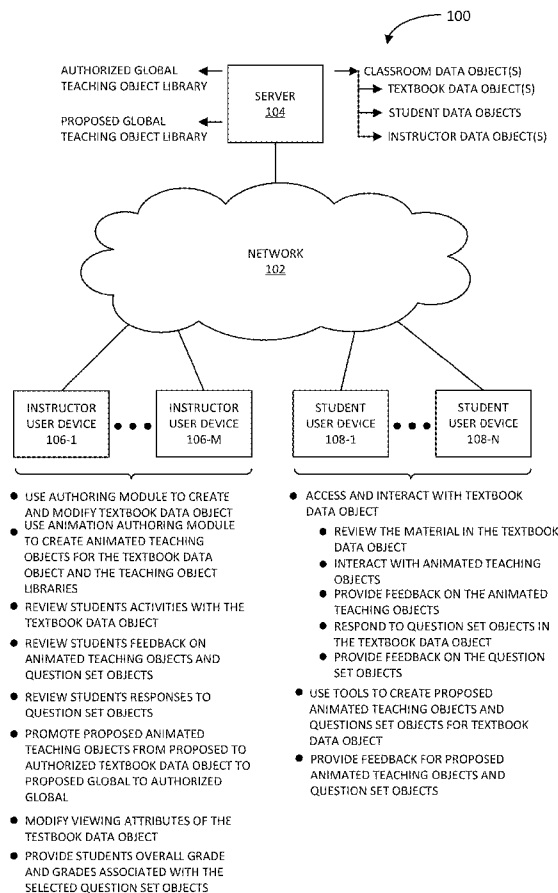 100
AUTHORIZED GLOBAL
TEACHING OBJECT LIBRARY
PROPOSED GLOBAL
TEACHING OBJECT LIBRARY
SERVER
104
CLASSROOM DATA OBJECT(S)
TEXTBOOK DATA OBJECT(S)
STUDENT DATA OBJECTS
INSTRUCTOR DATA OBJECT(S)
NETWORK
102
INSTRUCTOR
USER DEVICE
106-1
INSTRUCTOR
USER DEVICE
106-M
STUDENT
USER DEVICE
108-1
STUDENT
USER DEVICE
108-N
● USE AUTHORING MODULE TO CREATE
AND MODIFY TEXTBOOK DATA OBJECT
● USE ANIMATION AUTHORING MODULE
TO CREATE ANIMATED TEACHING
OBJECTS FOR THE TEXTBOOK DATA
OBJECT AND THE TEACHING OBJECT
LIBRARIES
● REVIEW STUDENTS ACTIVITIES WITH THE
TEXTBOOK DATA OBJECT
● REVIEW STUDENTS FEEDBACK ON
ANIMATED TEACHING OBJECTS AND
QUESTION SET OBJECTS
● REVIEW STUDENTS RESPONSES TO
QUESTION SET OBJECTS
● PROMOTE PROPOSED ANIMATED
TEACHING OBJECTS FROM PROPOSED TO
AUTHORIZED TEXTBOOK DATA OBJECT TO
PROPOSED GLOBAL TO AUTHORIZED
GLOBAL
● MODIFY VIEWING ATTRIBUTES OF THE
TESTBOOK DATA OBJECT
● PROVIDE STUDENTS OVERALL GRADE
AND GRADES ASSOCIATED WITH THE
SELECTED QUESTION SET OBJECTS
● ACCESS AND INTERACT WITH TEXTBOOK
DATA OBJECT
● REVIEW THE MATERIAL IN THE TEXTBOOK
DATA OBJECT
● INTERACT WITH ANIMATED TEACHING
OBJECTS
● PROVIDE FEEDBACK ON THE ANIMATED
TEACHING OBJECTS
● RESPOND TO QUESTION SET OBJECTS IN
THE TEXTBOOK DATA OBJECT
● PROVIDE FEEDBACK ON THE QUESTION
SET OBJECTS
● USE TOOLS TO CREATE PROPOSED
ANIMATED TEACHING OBJECTS AND
QUESTIONS SET OBJECTS FOR TEXTBOOK
DATA OBJECT
● PROVIDE FEEDBACK FOR PROPOSED
ANIMATED TEACHING OBJECTS AND
QUESTION SET OBJECTS